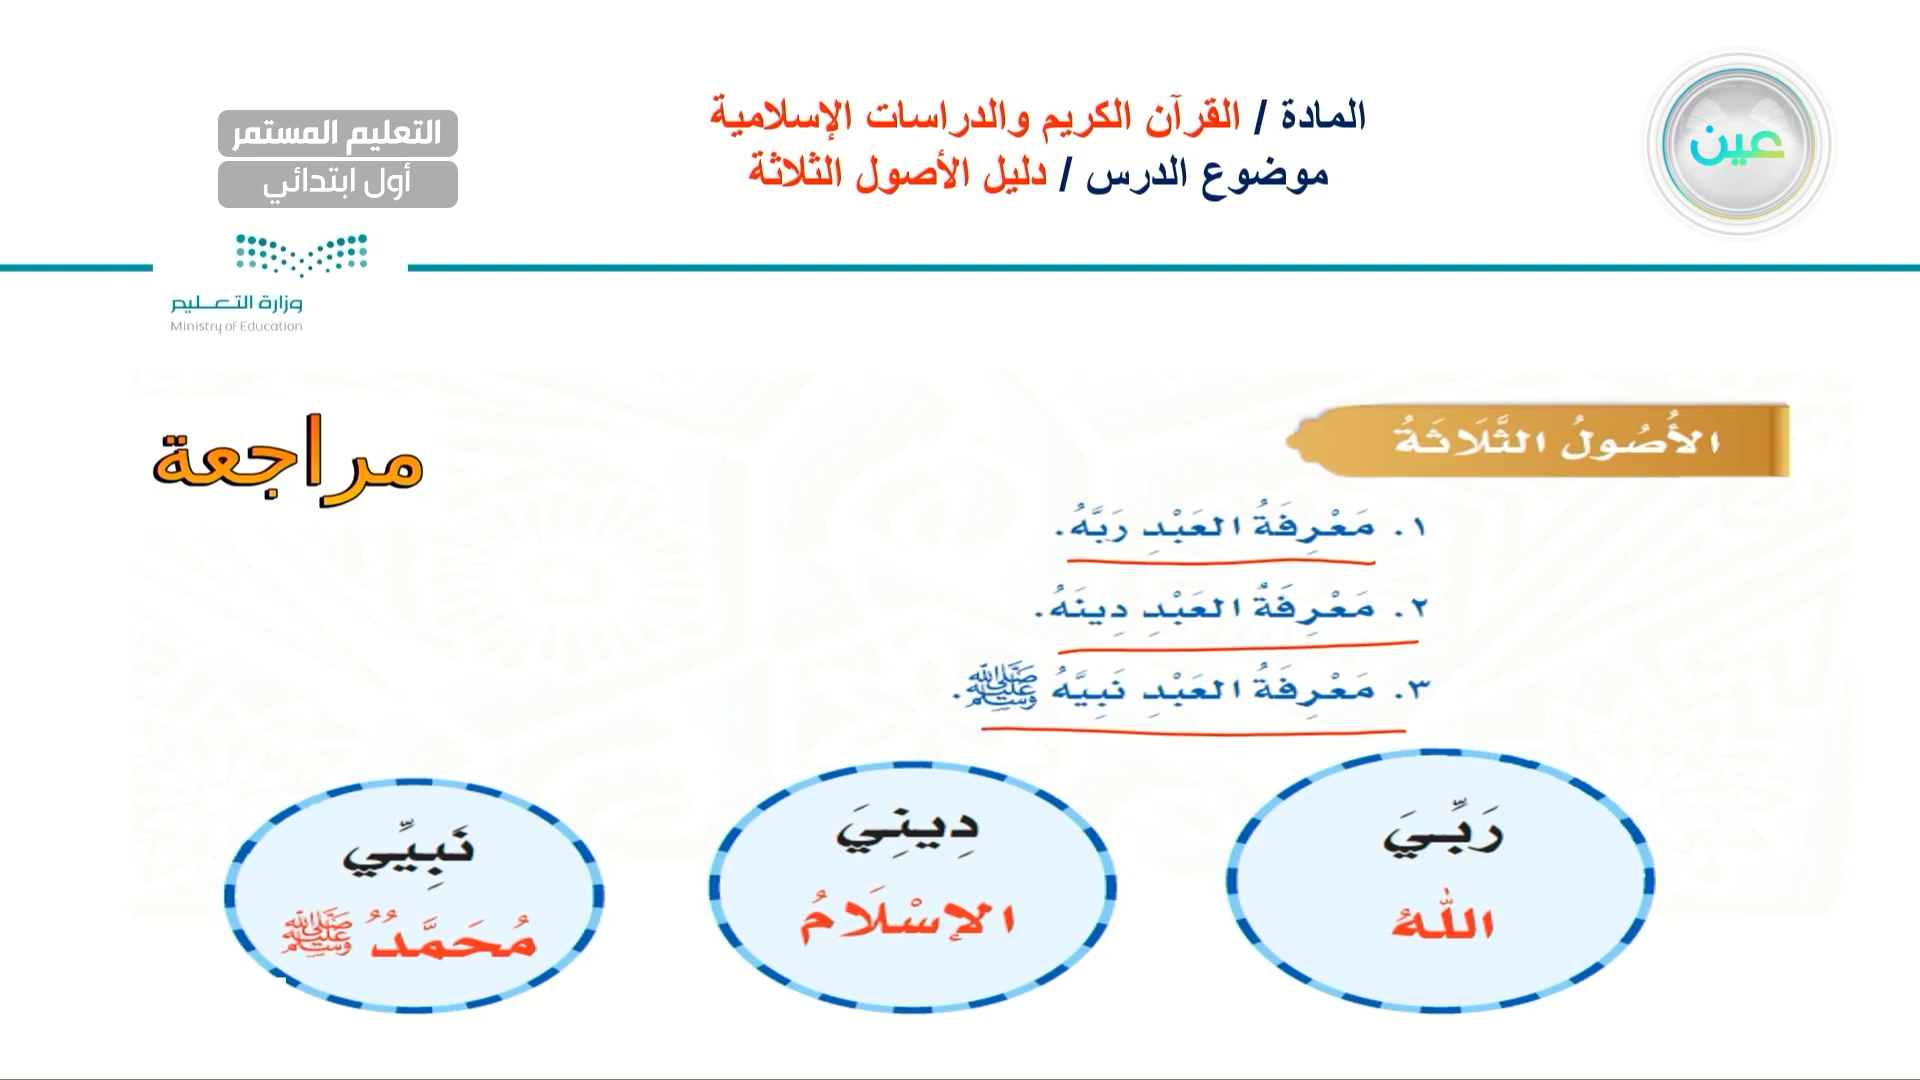 المادة / القرآن الكريم والدراسات الإسلامية
موضوع الدرس / دليل الأصول الثلاثة
عين
التعليم المستمر
أول ابتدائي
وزارة التعـليم
Ministry of Education
الأُصُولُ الثَّلَاثَةُ
مراجعة
١. مَعْرِفَةُ العَبْدِ رَبَّهُ.
٢. مَعْرِفَةُ العَبْدِ دِينَهُ.
٣. مَعْرِفَةُ العَبْدِ نَبِيَّهُ ﷺ.
رَبِّـيَ
اللهُ
دِينِيَ
الإِسْلَامُ
نَبِيِّي
مُحَمَّدٌ ﷺ